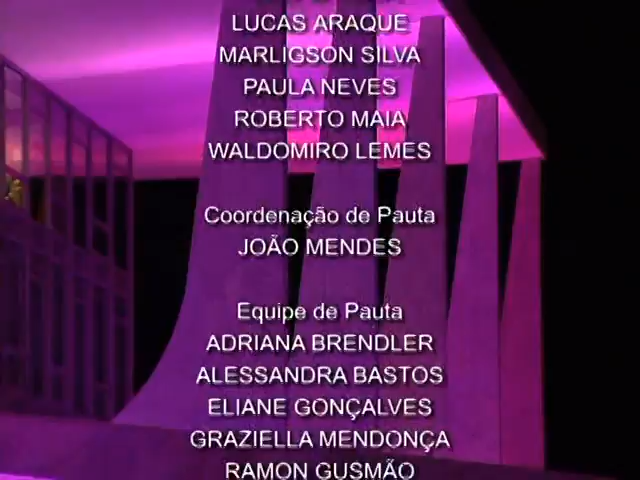 LUCAS ARAQUE
MARLIGSON SILVA
PAULA NEVES
ROBERTO MAIA
WALDOMIRO LEMES
Coordenação de Pauta
JOÃO MENDES
Equipe de Pauta
ADRIANA BRENDLER
ALESSANDRA BASTOS
ELIANE GONÇALVES
GRAZIELLA MENDONÇA
RAMON GUSMÃO